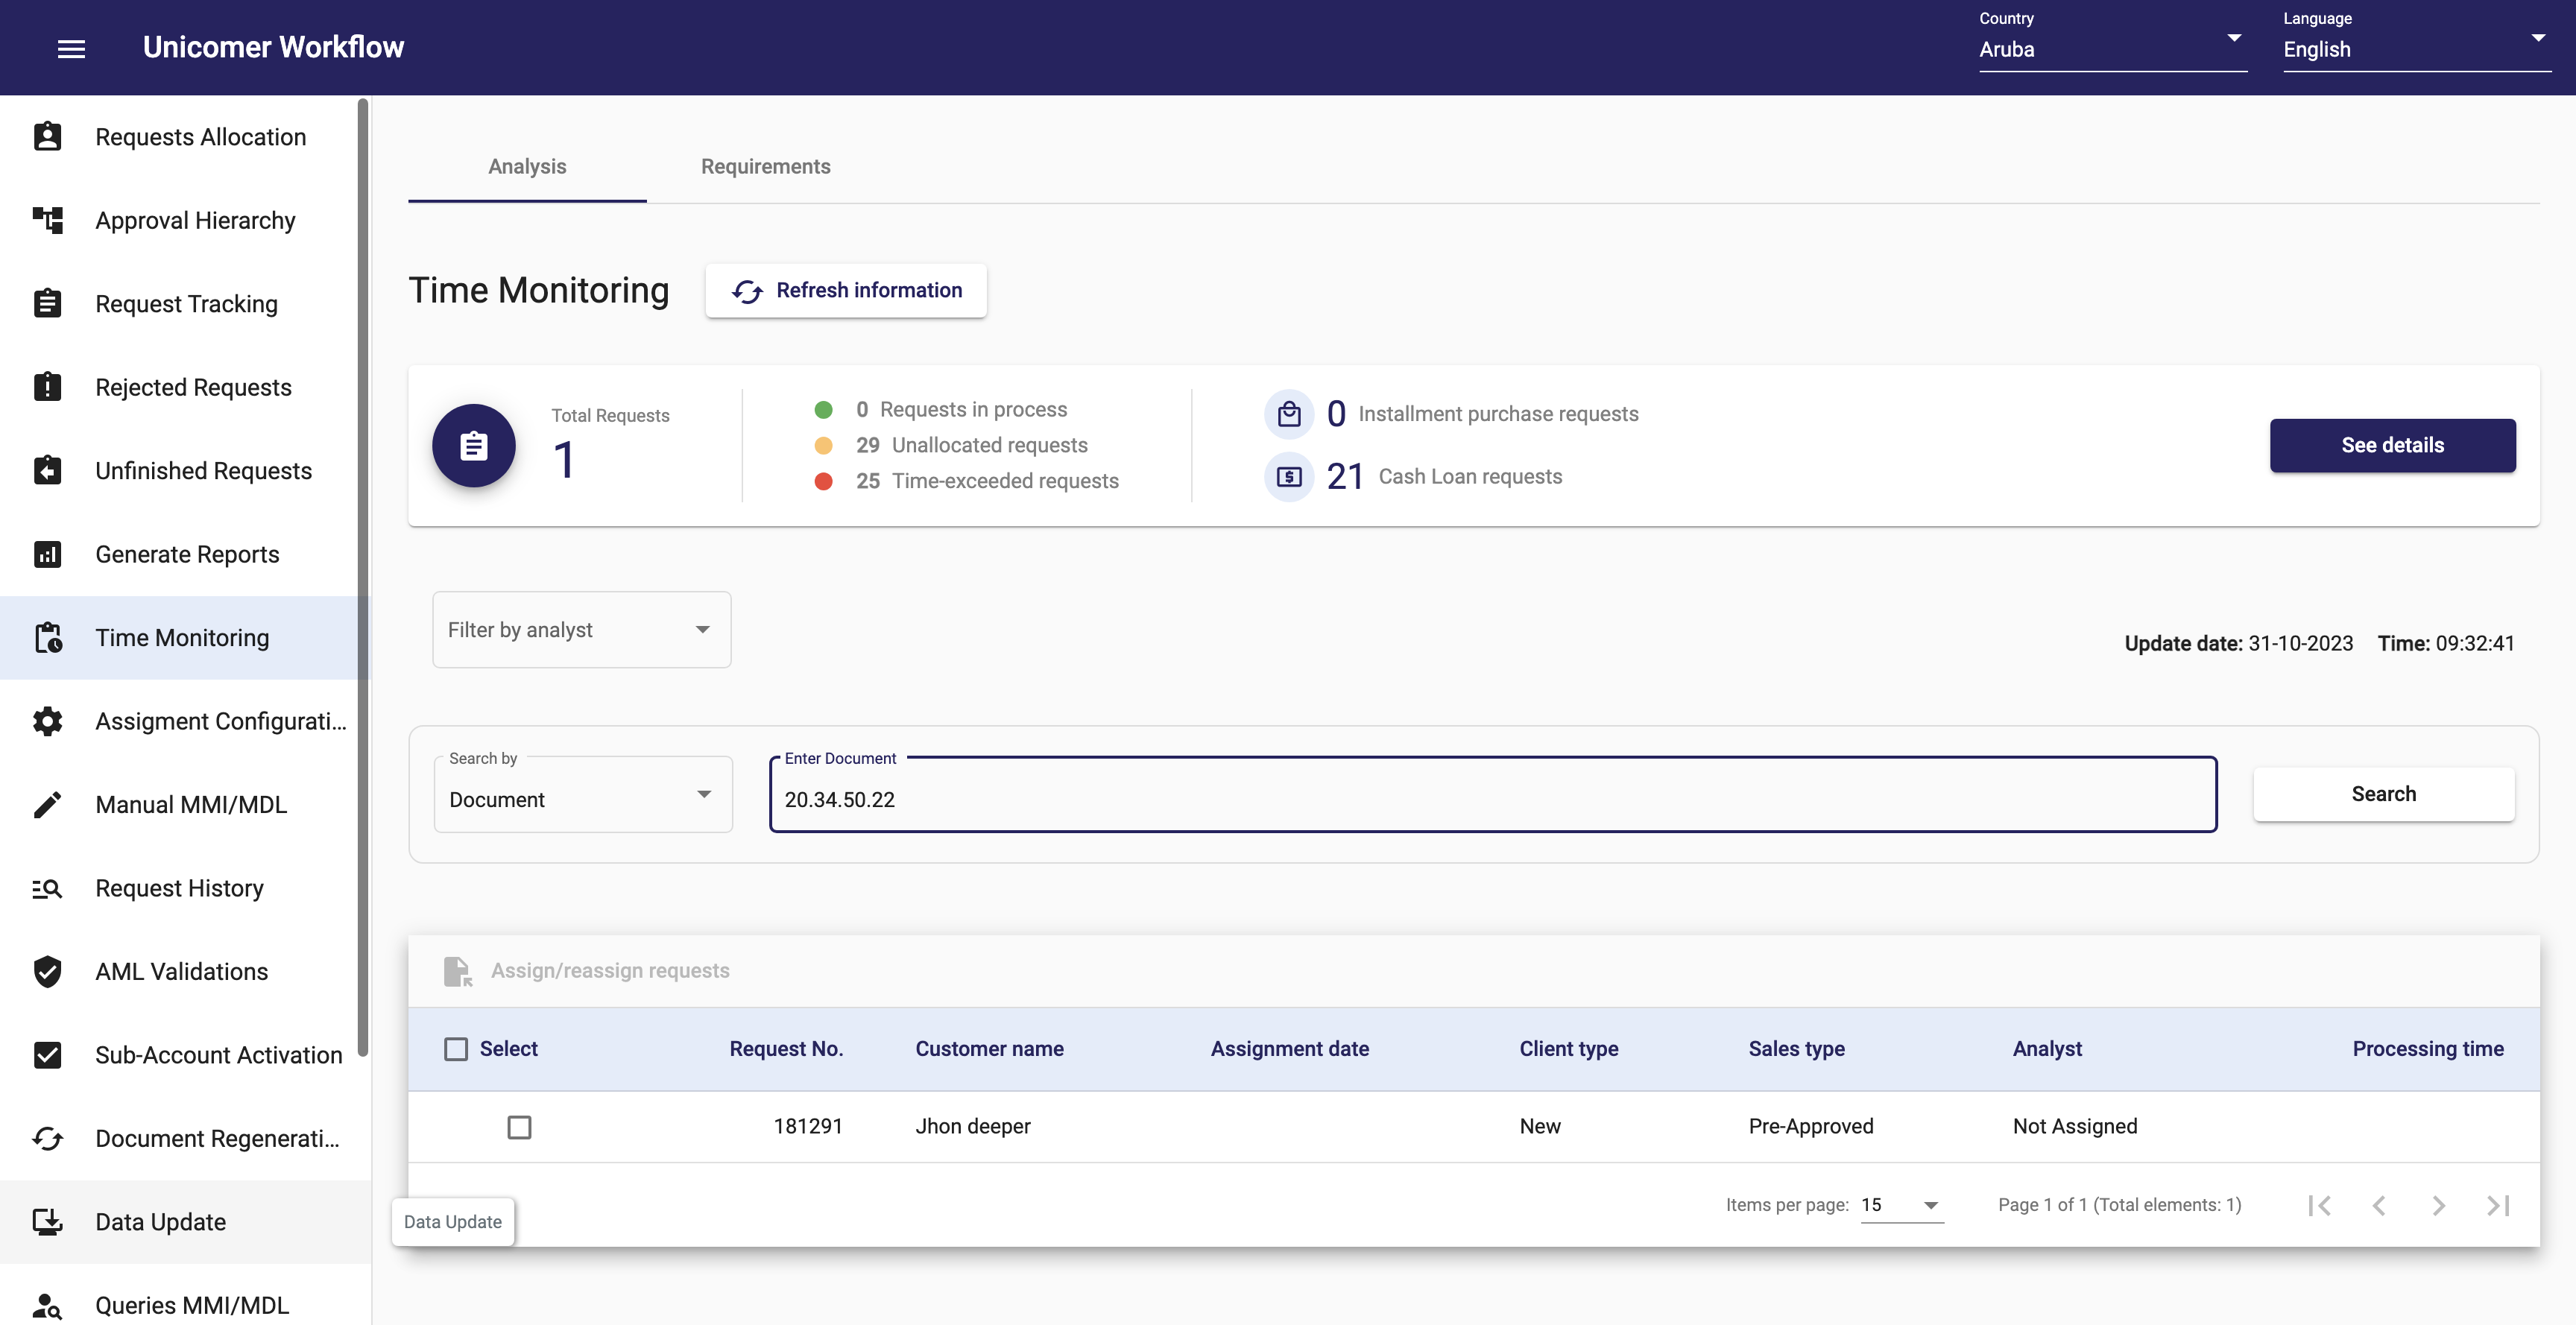 Unicomer Workflow
Country
Aruba
Language
English
Requests Allocation
Approval Hierarchy
Request Tracking
Rejected Requests
Unfinished Requests
Generate Reports
Time Monitoring
Assigment Configurati...
Manual MMI/MDL
Request History
AML Validations
Sub-Account Activation
Document Regenerati...
Data Update
Queries MMI/MDL
Data Update
Analysis
Requirements
Time Monitoring
Refresh information
Total Requests
1
0 Requests in process
29 Unallocated requests
25 Time-exceeded requests
0 Installment purchase requests
21 Cash Loan requests
See details
Filter by analyst
Update date: 31-10-2023 Time: 09:32:41
Search by
Document
Enter Document
20.34.50.22
Search
Assign/reassign requests
Select Request No. Customer name Assignment date Client type Sales type Analyst Processing time
181291 Jhon deeper New Pre-Approved Not Assigned
Items per page: 15 Page 1 of 1 (Total elements: 1)